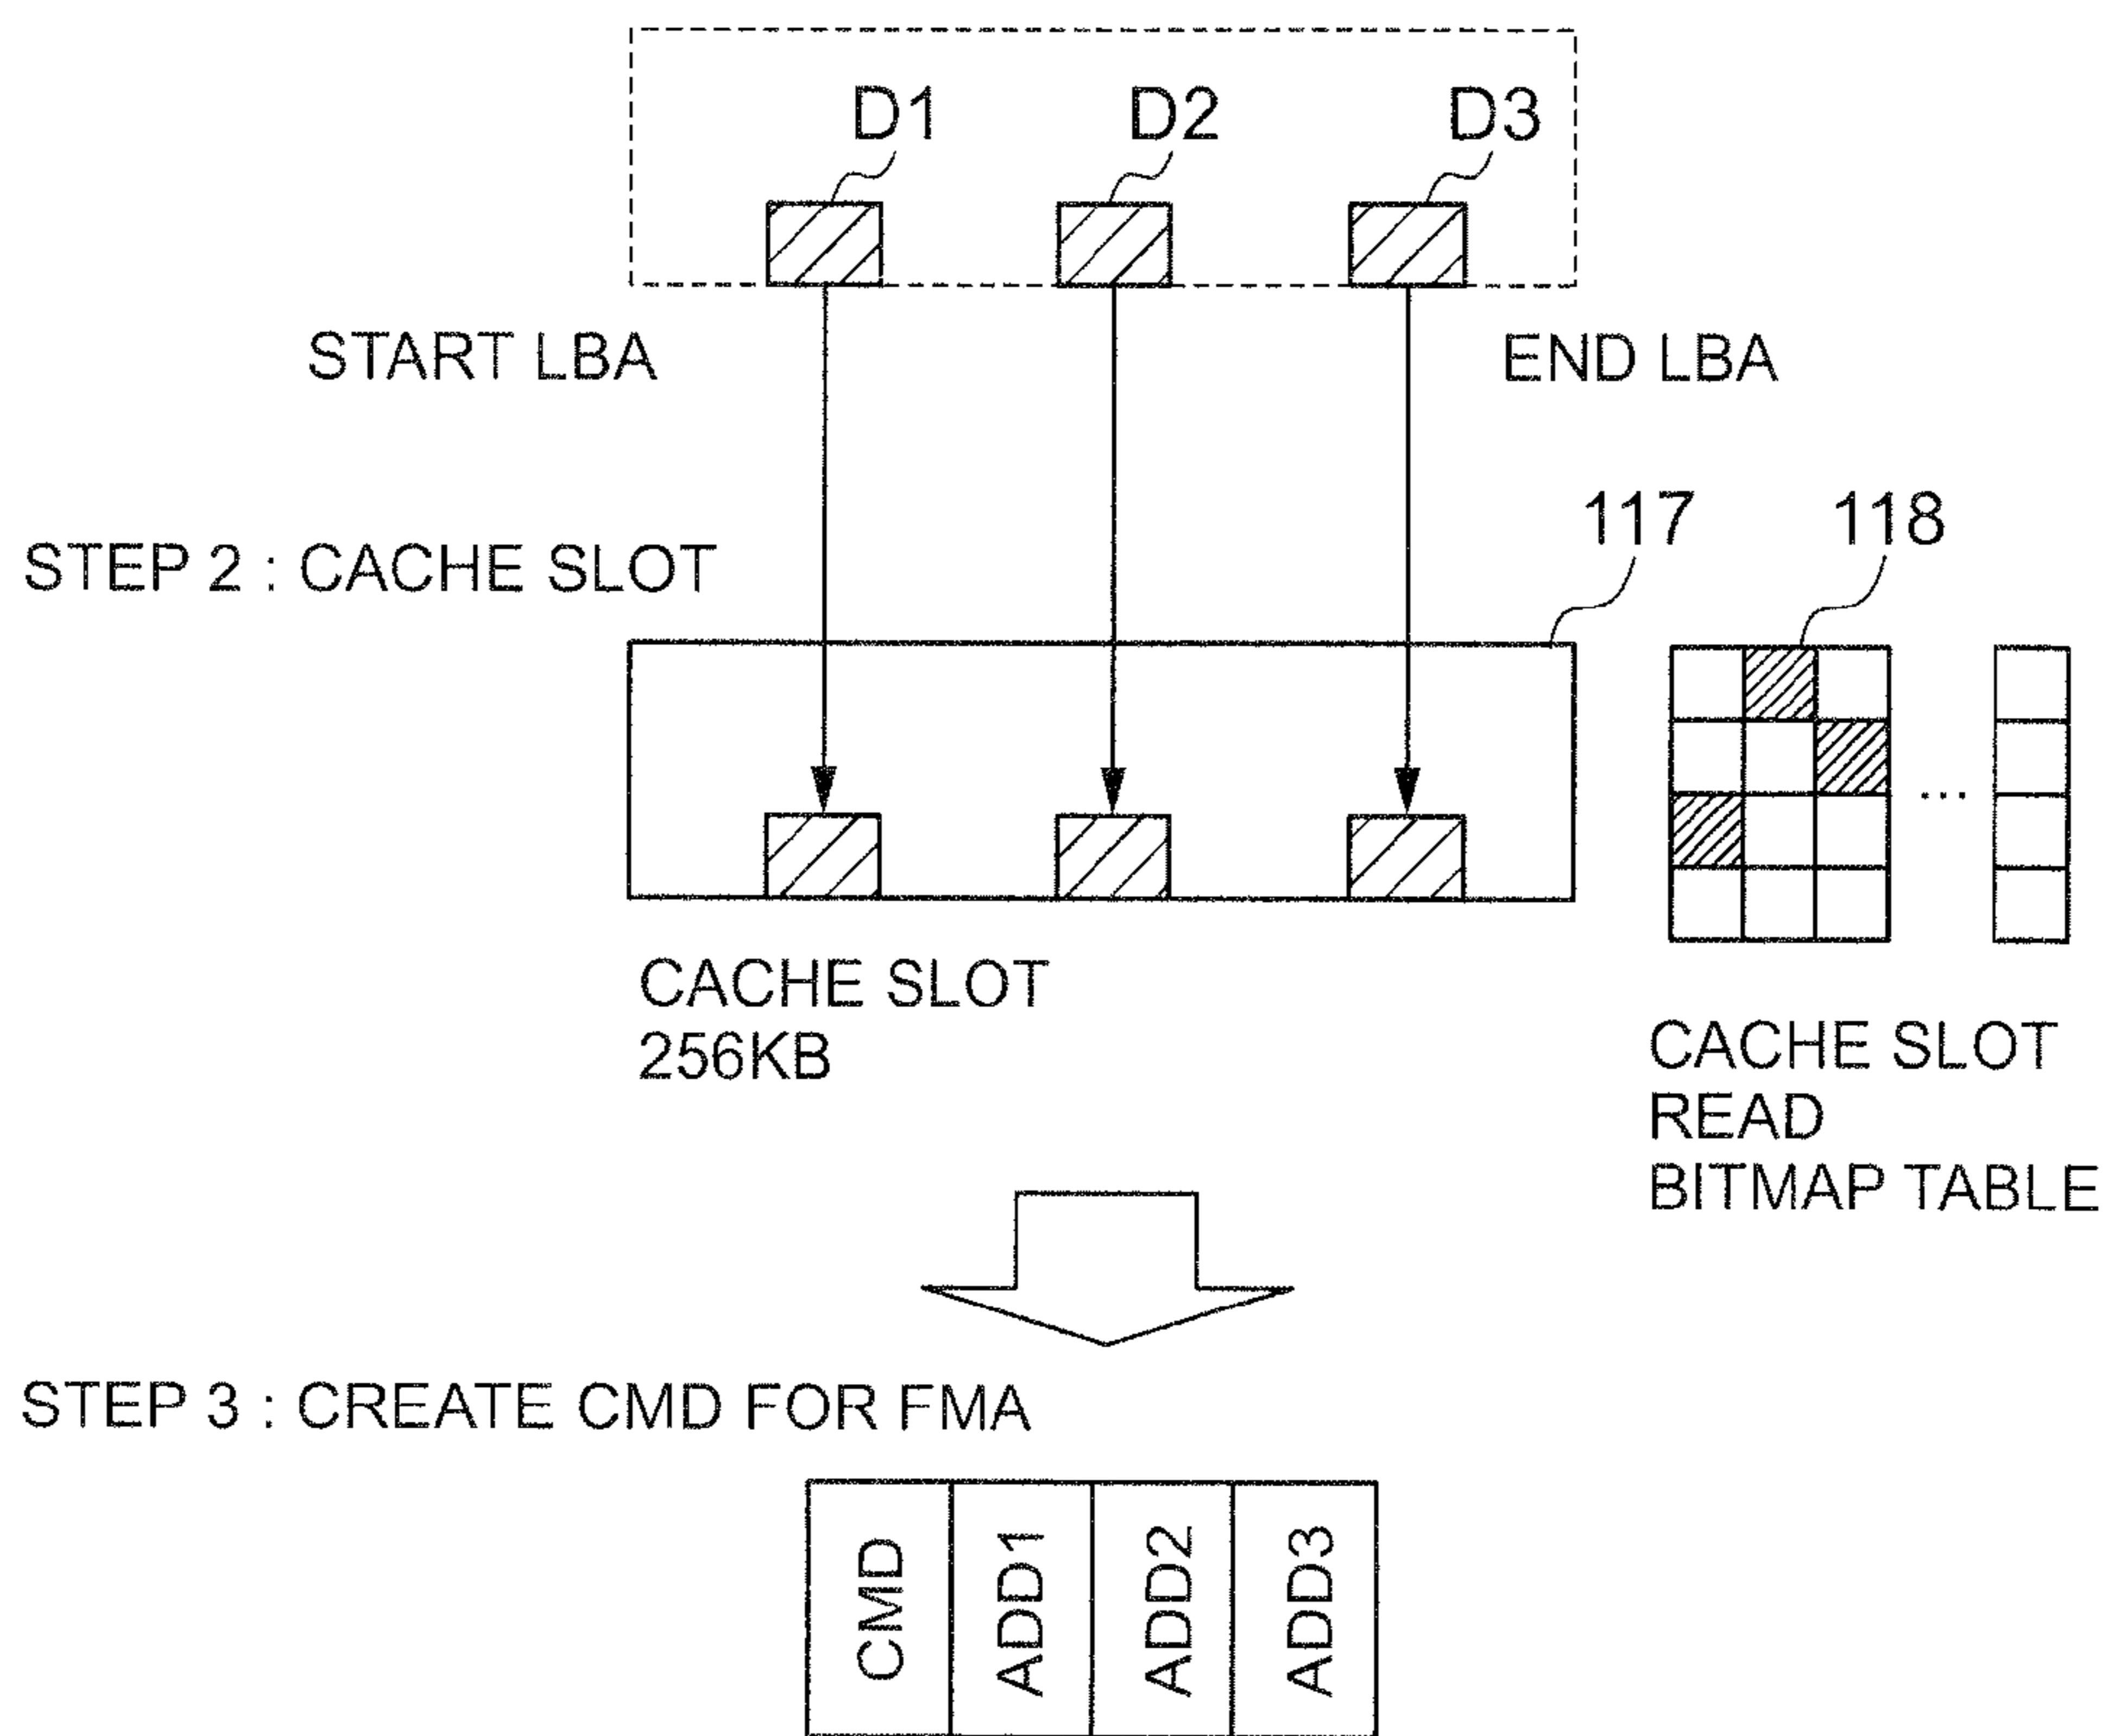 D1 D2 D3
START LBA END LBA
117 118
STEP 2 : CACHE SLOT
...
CACHE SLOT
256KB
CACHE SLOT
READ
BITMAP TABLE
STEP 3 : CREATE CMD FOR FMA
CMD ADD1 ADD2 ADD3